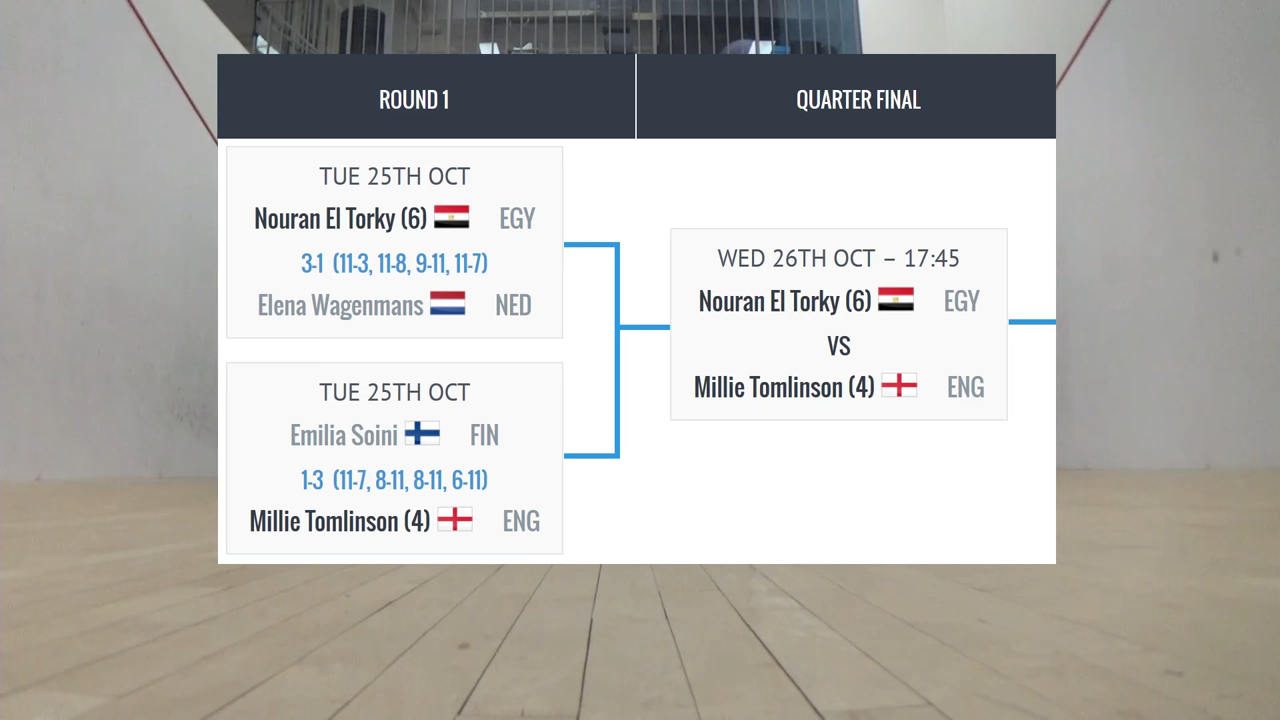 ROUND 1
QUARTER FINAL
TUE 25TH OCT
Nouran El Torky (6) EGY
3-1 (11-3, 11-8, 9-11, 11-7)
Elena Wagenmans NED
TUE 25TH OCT
Emilia Soini FIN
1-3 (11-7, 8-11, 8-11, 6-11)
Millie Tomlinson (4) ENG
WED 26TH OCT – 17:45
Nouran El Torky (6) EGY
VS
Millie Tomlinson (4) ENG